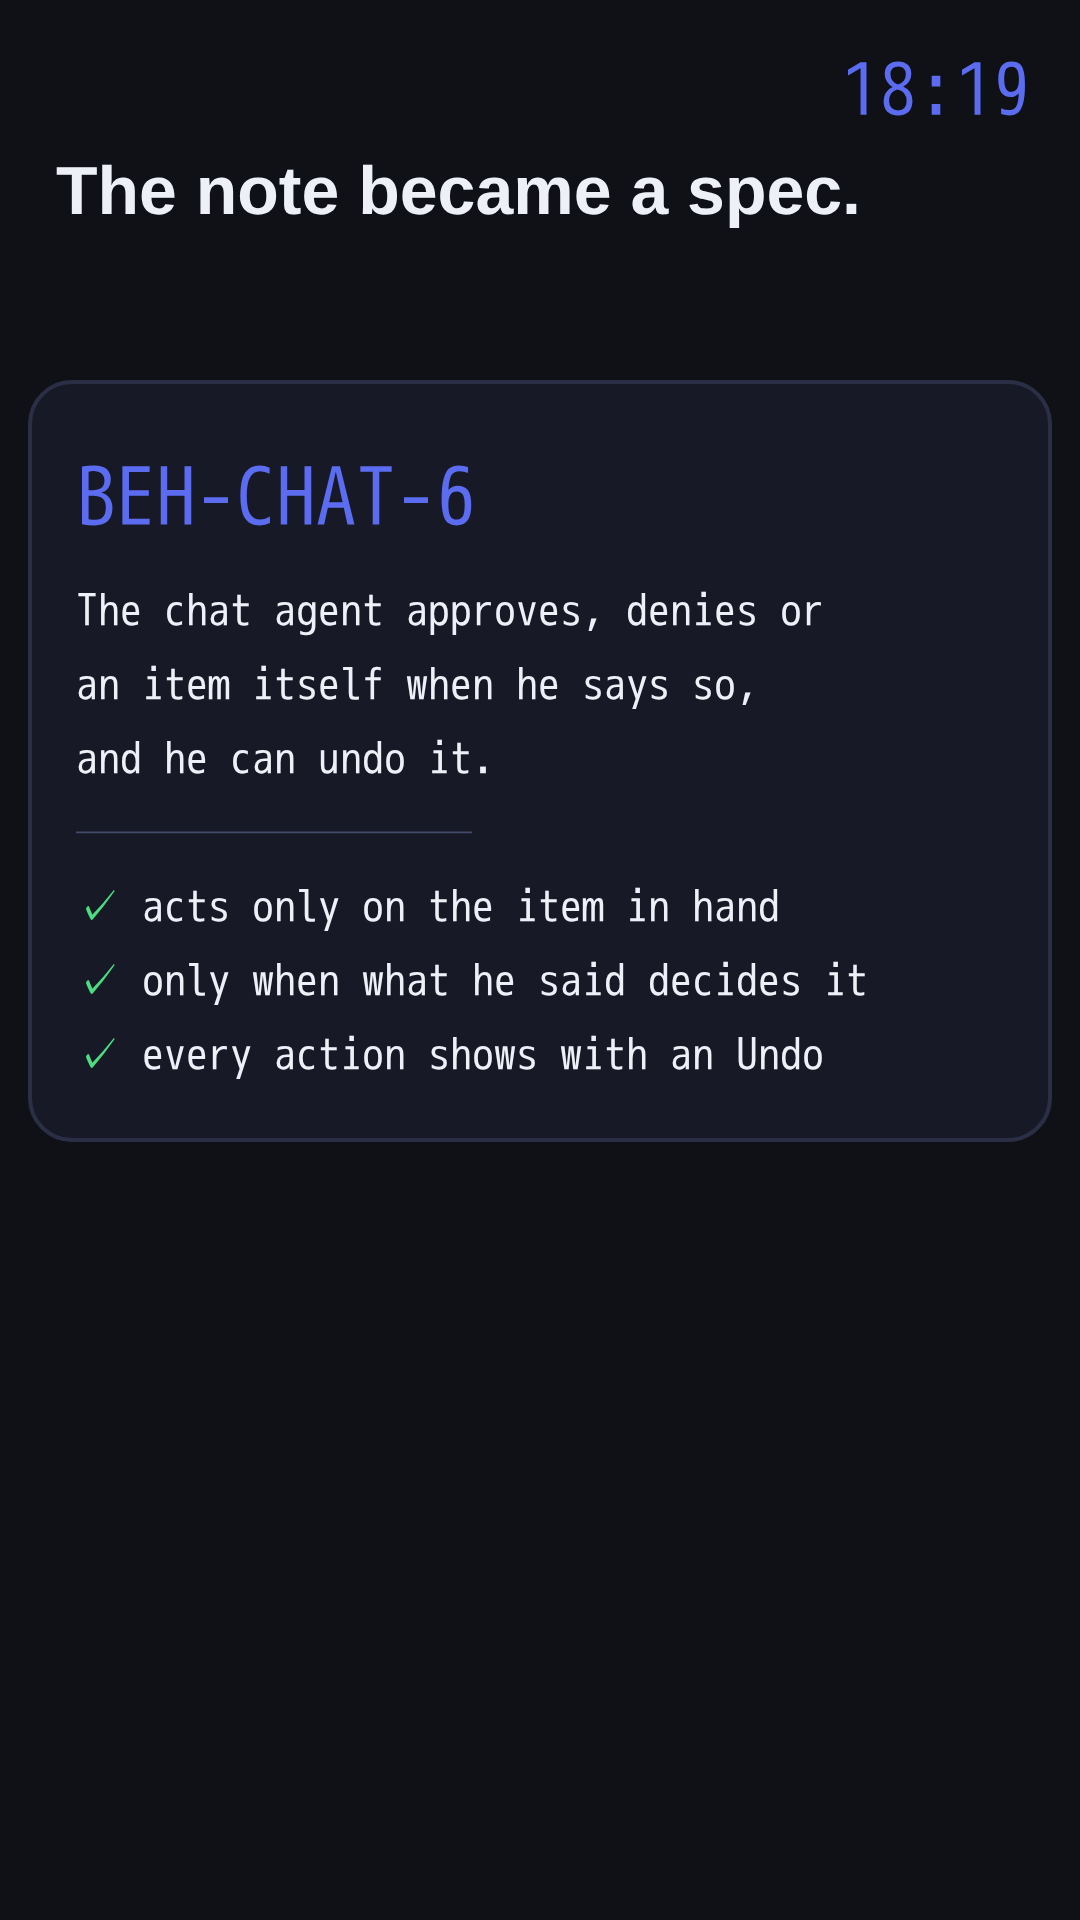 18:19
The note became a spec.
BEH-CHAT-6
The chat agent approves, denies or
an item itself when he says so,
and he can undo it.
✓ acts only on the item in hand
✓ only when what he said decides it
✓ every action shows with an Undo